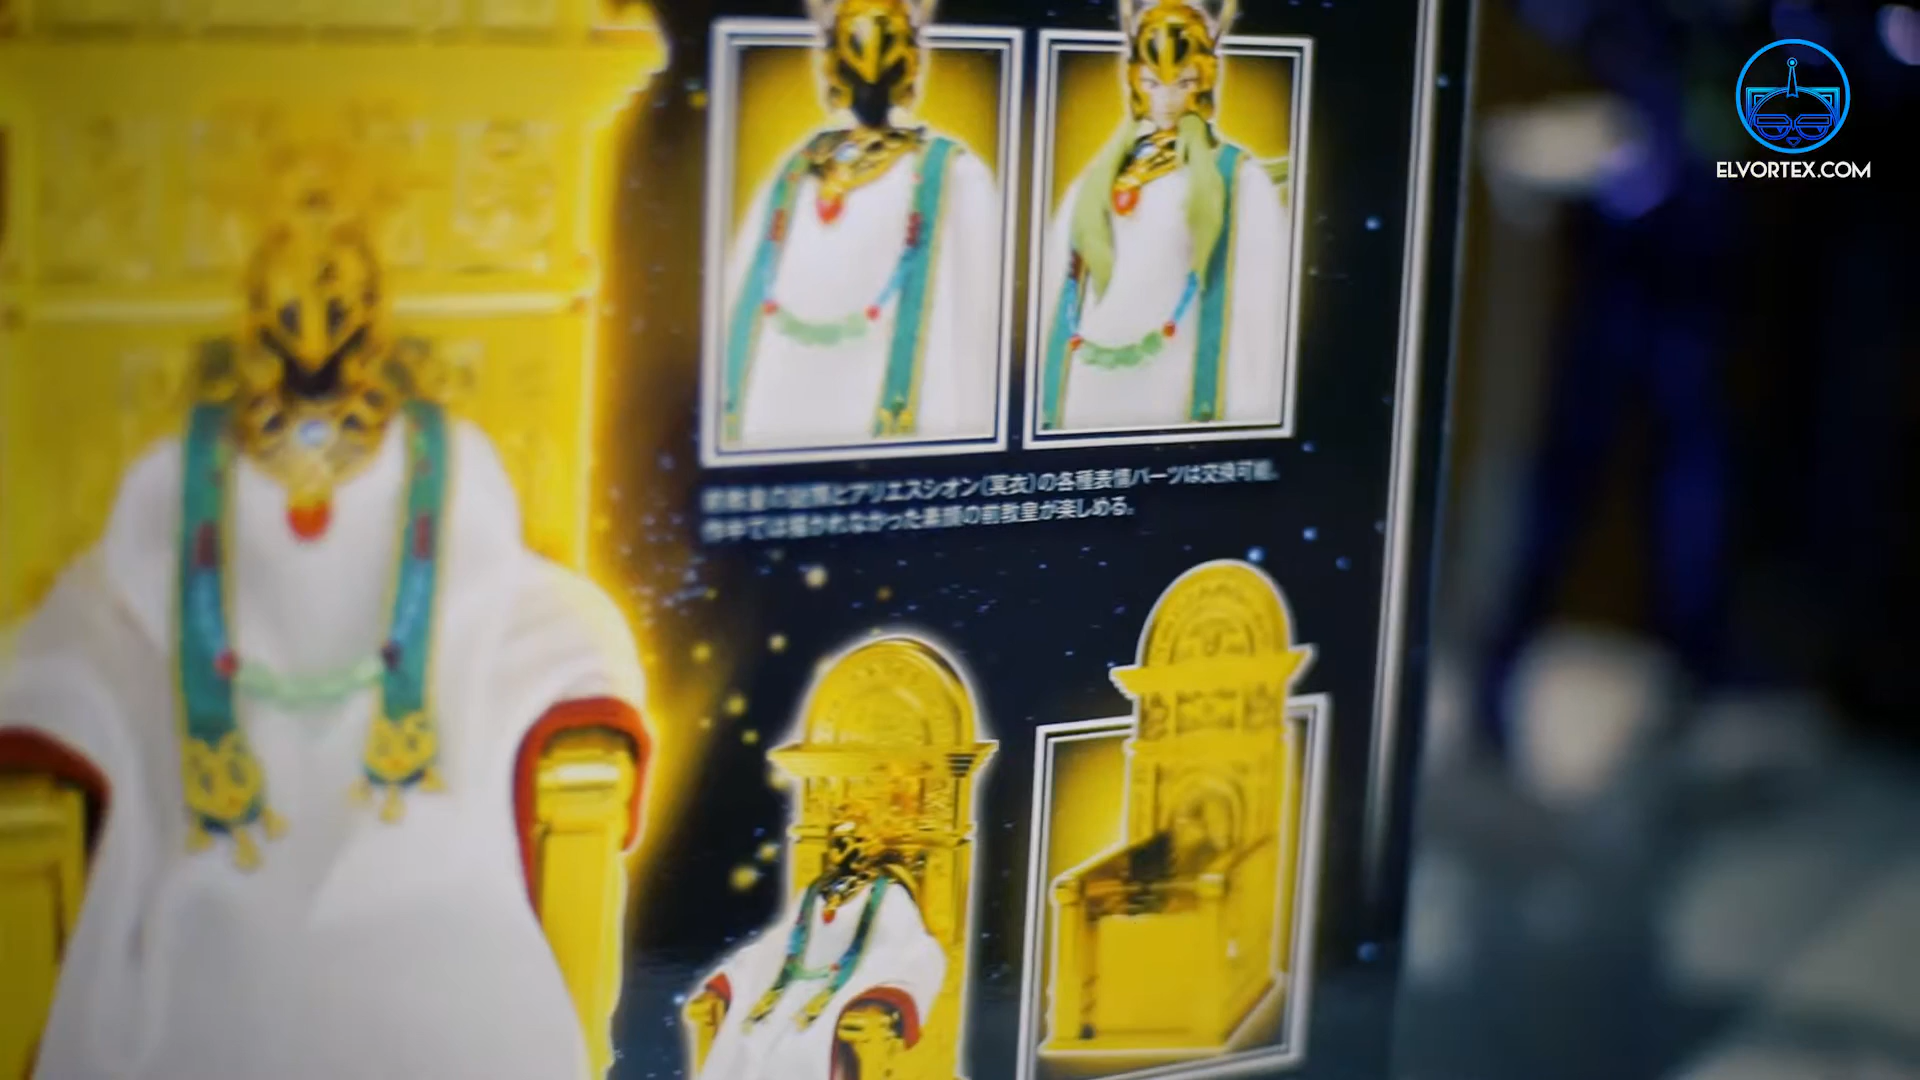 ELVORTEX.COM
前教皇の付属とアリエスシオン(冥衣)の各種表情パーツは交換可能。
作中では描かれなかった素顔の前教皇が楽しめる。